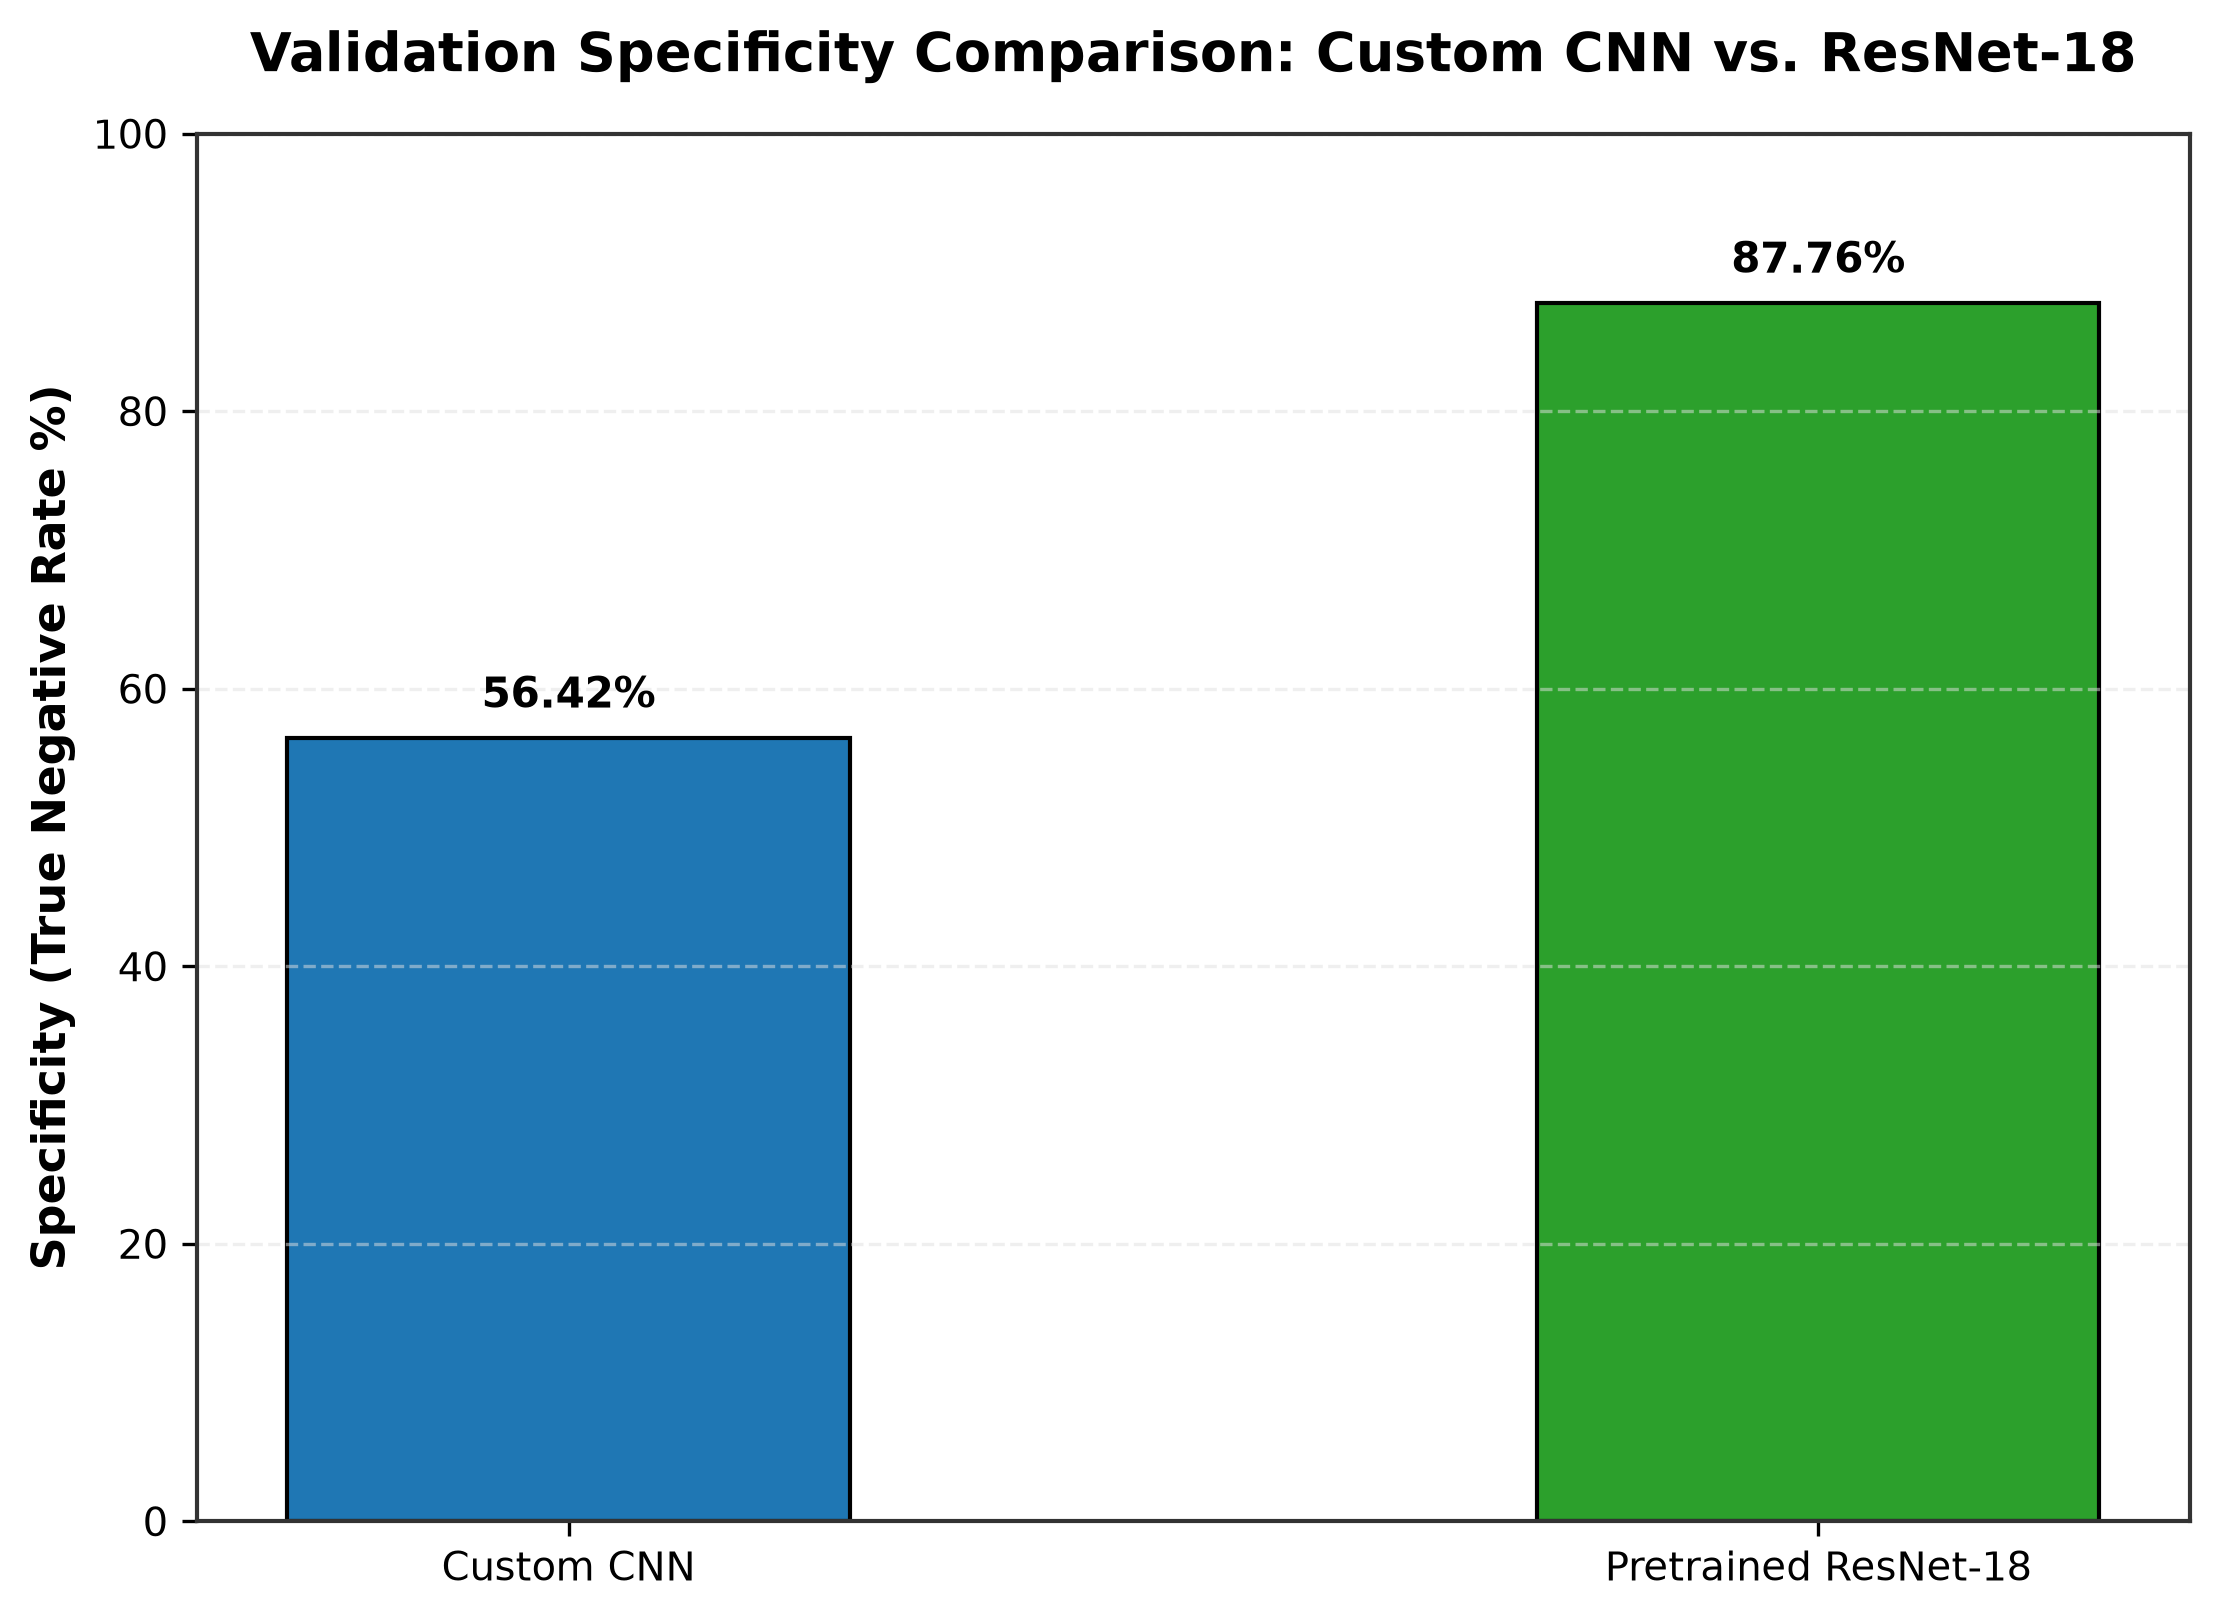 Validation Specificity Comparison: Custom CNN vs. ResNet-18
Specificity (True Negative Rate %)
100
80
60
40
20
0
56.42%
87.76%
Custom CNN
Pretrained ResNet-18